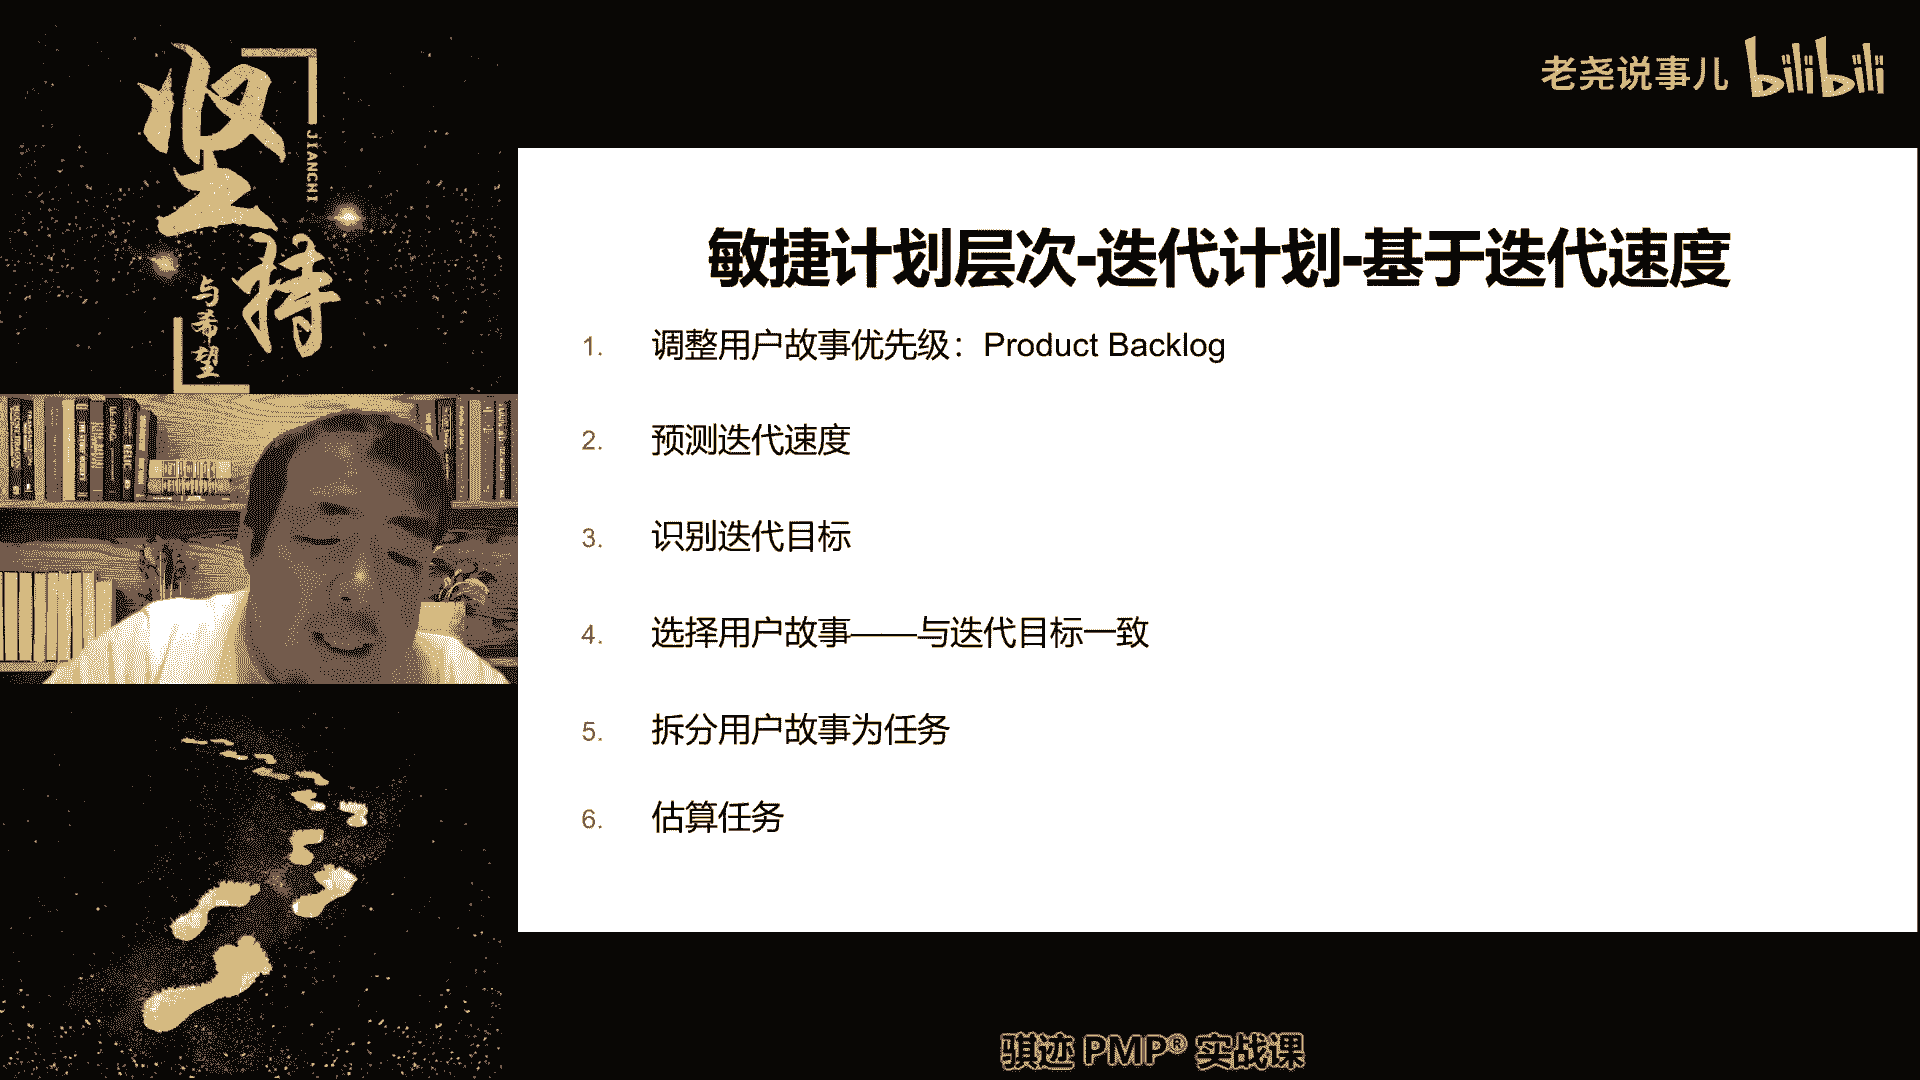 坚持
JIANCHI
与希望
老尧说事儿 bilibili
敏捷计划层次-迭代计划-基于迭代速度
1. 调整用户故事优先级：Product Backlog
2. 预测迭代速度
3. 识别迭代目标
4. 选择用户故事——与迭代目标一致
5. 拆分用户故事为任务
6. 估算任务
骐迹 PMP® 实战课